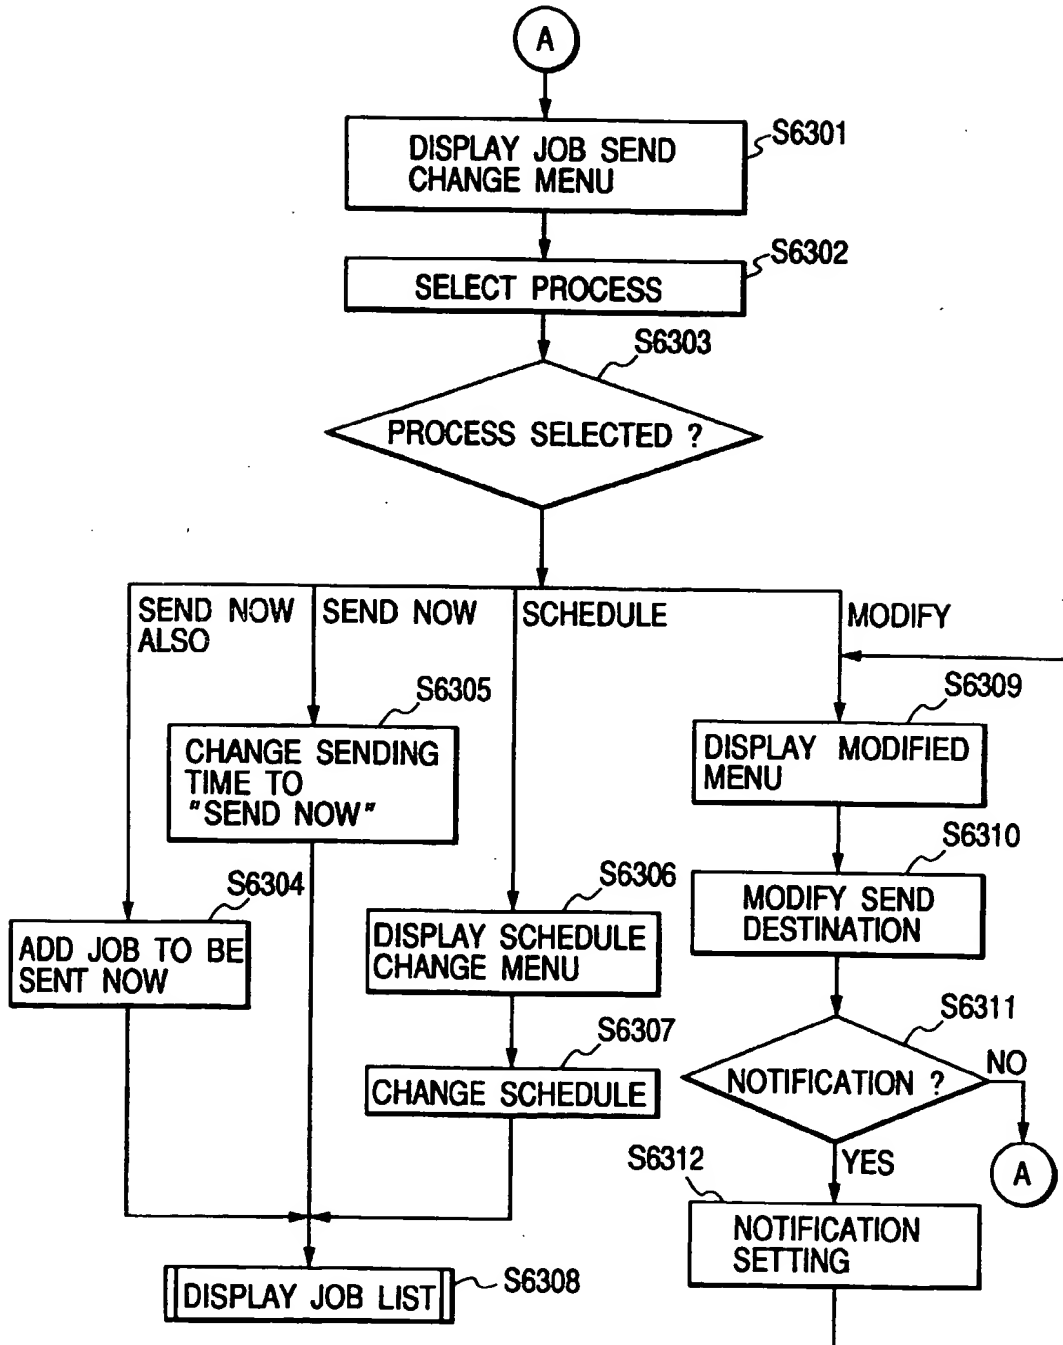 A
DISPLAY JOB SEND
CHANGE MENU
S6301
SELECT PROCESS
S6302
S6303
PROCESS SELECTED ?
SEND NOW
ALSO
SEND NOW
SCHEDULE
MODIFY
S6305
CHANGE SENDING
TIME TO
"SEND NOW"
S6309
DISPLAY MODIFIED
MENU
S6304
ADD JOB TO BE
SENT NOW
S6306
DISPLAY SCHEDULE
CHANGE MENU
S6310
MODIFY SEND
DESTINATION
S6307
CHANGE SCHEDULE
S6311
NOTIFICATION ?
NO
A
YES
S6312
NOTIFICATION
SETTING
DISPLAY JOB LIST
S6308